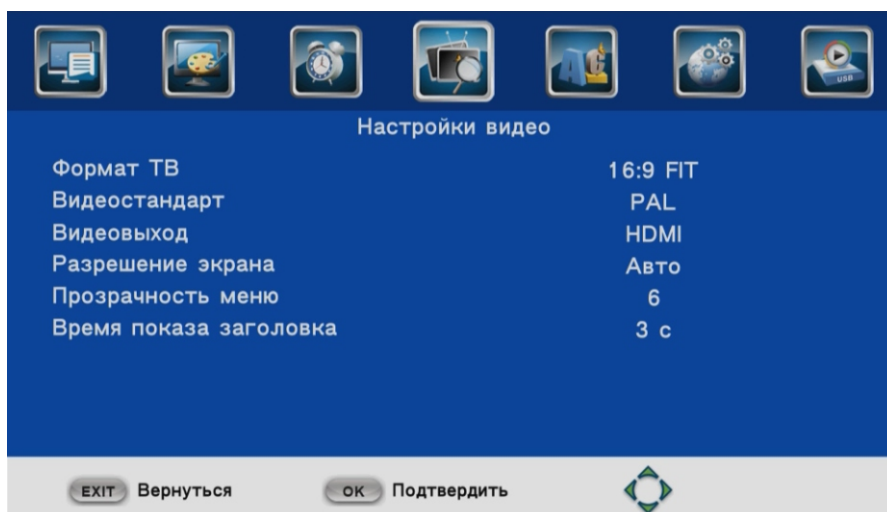 USB
Настройки видео
Формат ТВ 16:9 FIT
Видеостандарт PAL
Видеовыход HDMI
Разрешение экрана Авто
Прозрачность меню 6
Время показа заголовка 3 с
EXIT Вернуться OK Подтвердить